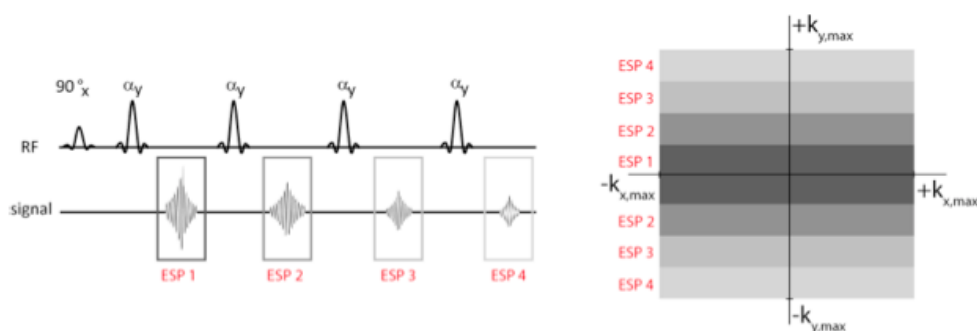 90°x αy αy αy αy
RF
signal
ESP 1 ESP 2 ESP 3 ESP 4
+ky,max
ESP 4
ESP 3
ESP 2
ESP 1
-kx,max +kx,max
ESP 2
ESP 3
ESP 4
-ky,max